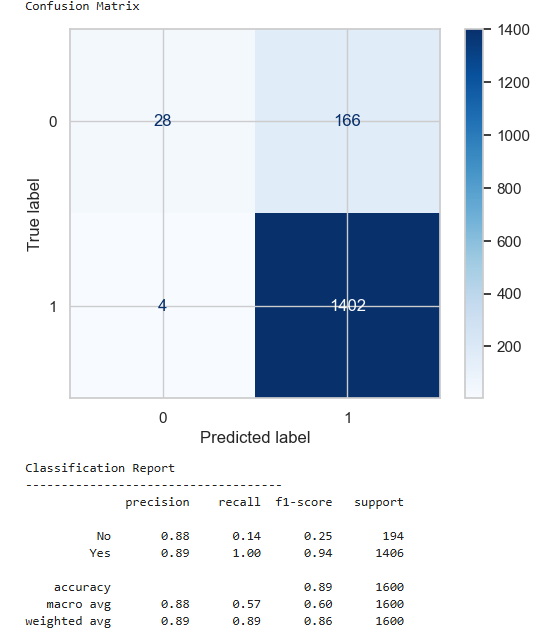 Confusion Matrix
1400
1200
1000
800
600
400
200
0
28
166
True label
1
4
1402
0
1
Predicted label
Classification Report
------------------------------------
precision recall f1-score support
No 0.88 0.14 0.25 194
Yes 0.89 1.00 0.94 1406
accuracy 0.89 1600
macro avg 0.88 0.57 0.60 1600
weighted avg 0.89 0.89 0.86 1600